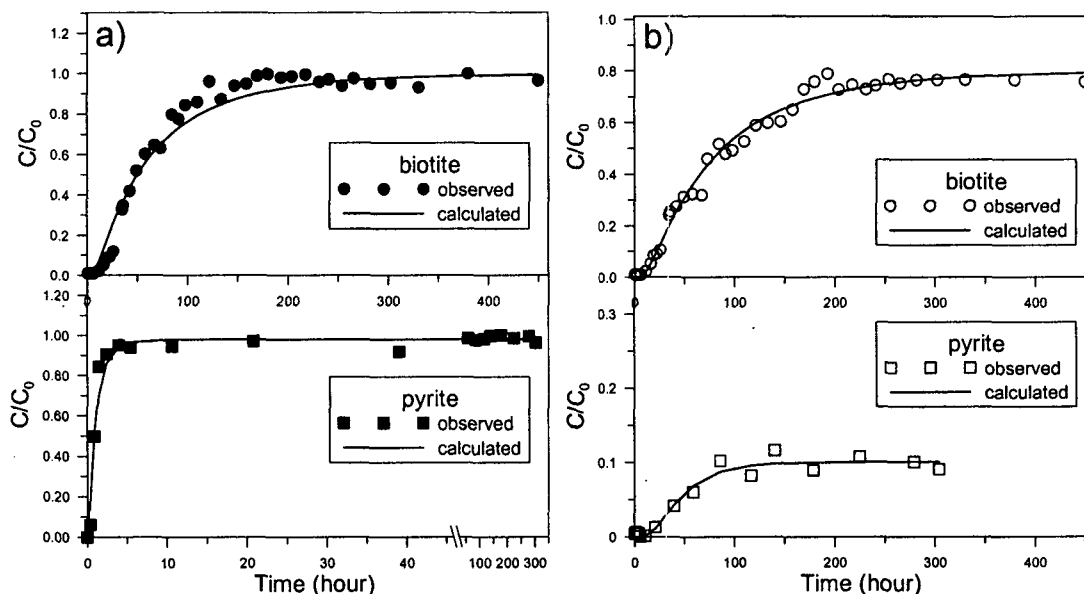 a)
C/C0
1.2
1.0
0.8
0.6
0.4
0.2
0.0
biotite
observed
calculated
0 100 200 300 400
C/C0
1.20
1.00
0.80
0.60
0.40
0.20
0.00
pyrite
observed
calculated
0 10 20 30 40 100 200 300
Time (hour)
b)
C/C0
1.0
0.8
0.6
0.4
0.2
0.0
biotite
observed
calculated
0 100 200 300 400
C/C0
0.3
0.2
0.1
0
pyrite
observed
calculated
0 100 200 300 400
Time (hour)